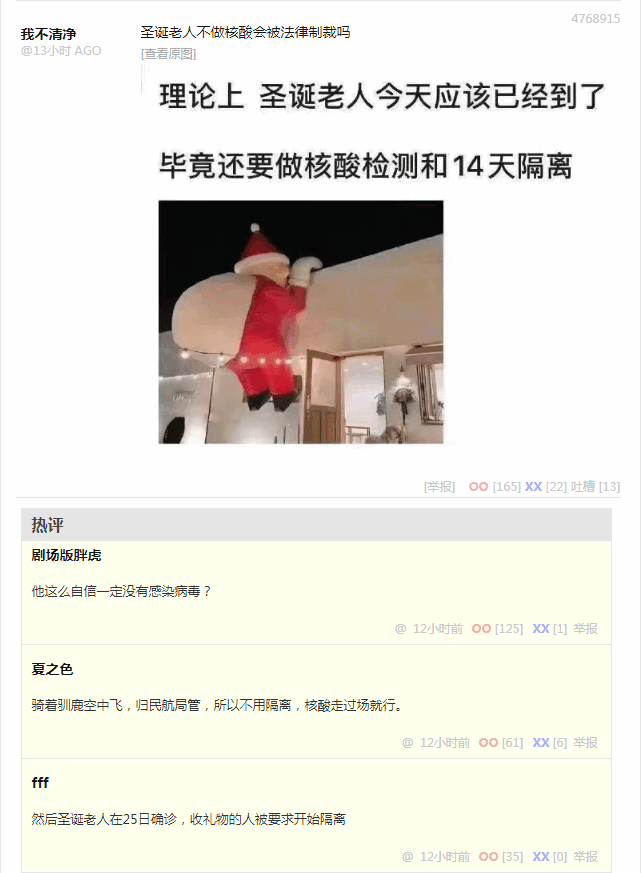 4768915
我不清净
@13小时 AGO
圣诞老人不做核酸会被法律制裁吗
[查看原图]
理论上 圣诞老人今天应该已经到了
毕竟还要做核酸检测和14天隔离
[举报] OO [165] XX [22] 吐槽 [13]
热评
剧场版胖虎
他这么自信一定没有感染病毒？
@ 12小时前 OO [125] XX [1] 举报
夏之色
骑着驯鹿空中飞，归民航局管，所以不用隔离，核酸走过场就行。
@ 12小时前 OO [61] XX [6] 举报
fff
然后圣诞老人在25日确诊，收礼物的人被要求开始隔离
@ 12小时前 OO [35] XX [0] 举报